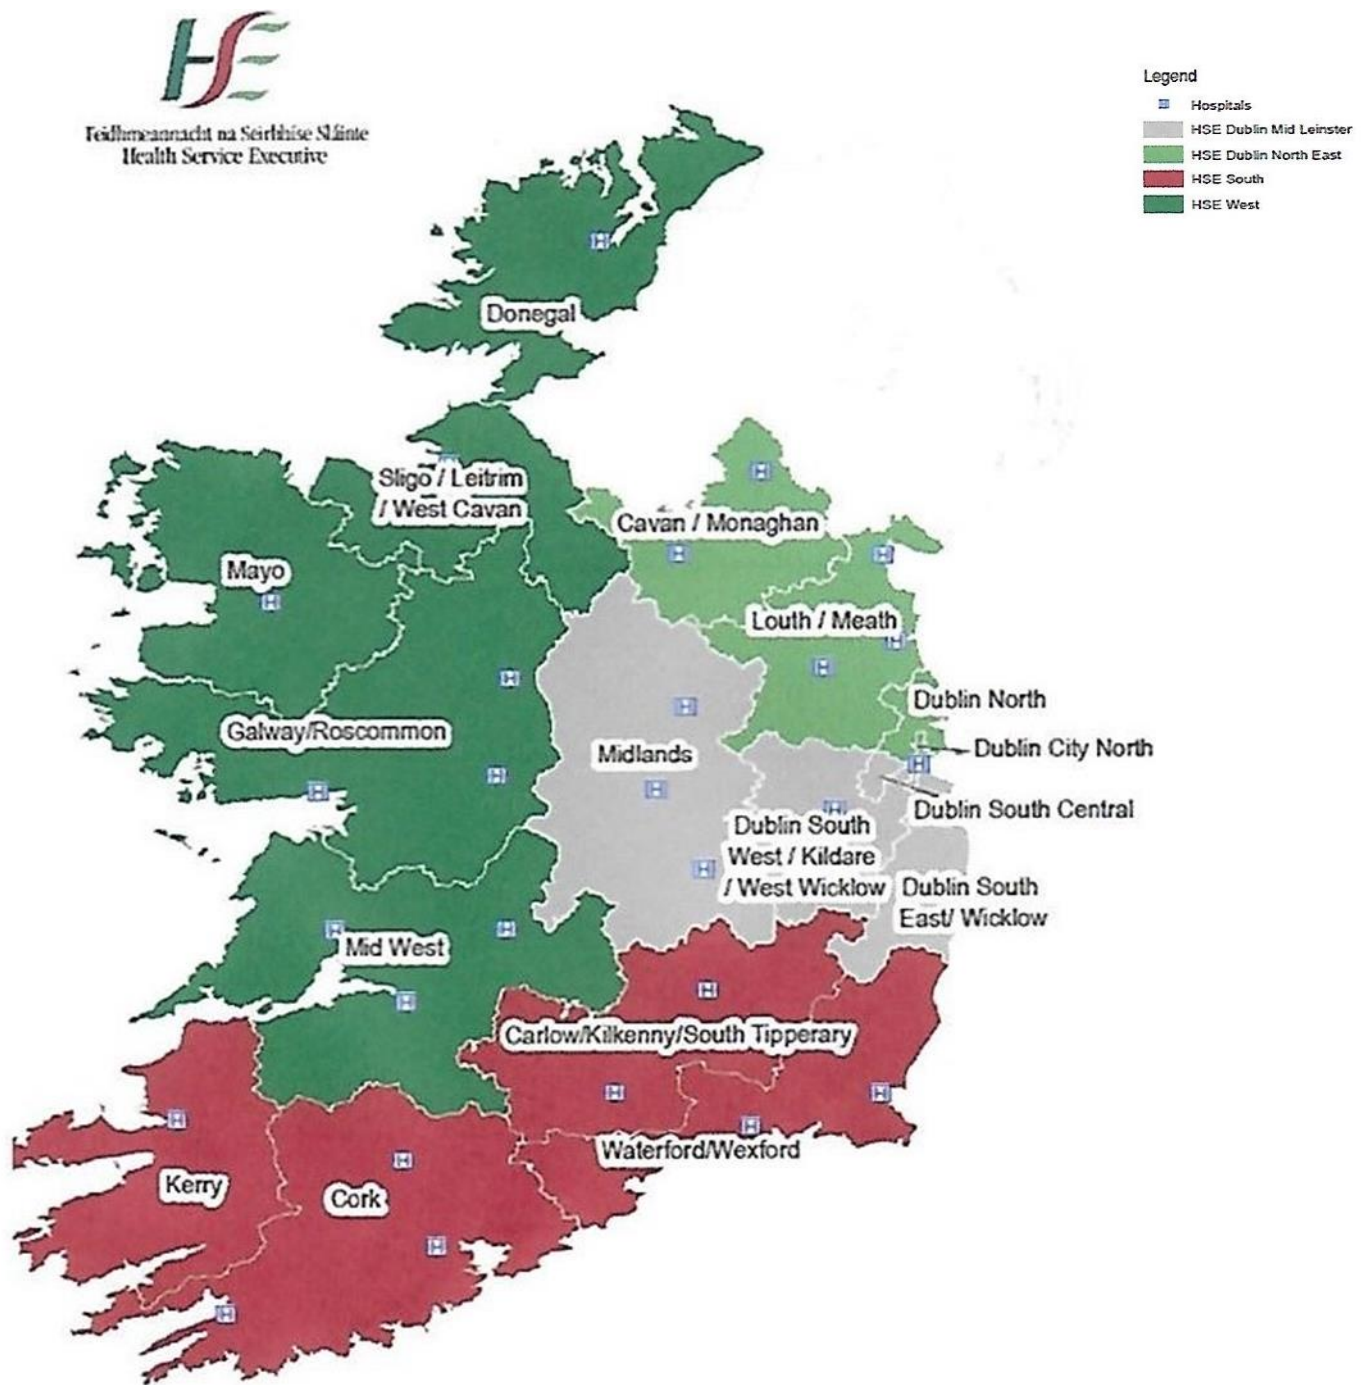 HSE
Feidhmeannacht na Seirbhíse Sláinte
Health Service Executive
Legend
H Hospitals
HSE Dublin Mid Leinster
HSE Dublin North East
HSE South
HSE West
H
Donegal
H
Sligo / Leitrim
/ West Cavan
Cavan / Monaghan
H
H
Mayo
H
Louth / Meath
H
H
H
H
Dublin North
Galway/Roscommon
Midlands
Dublin City North
H
H
H
H
H
Dublin South Central
Dublin South
West / Kildare
/ West Wicklow
H
Dublin South
East/ Wicklow
H
H
Mid West
H
H
Carlow/Kilkenny/South Tipperary
H
H
H
H
Waterford/Wexford
H
Kerry
Cork
H
H